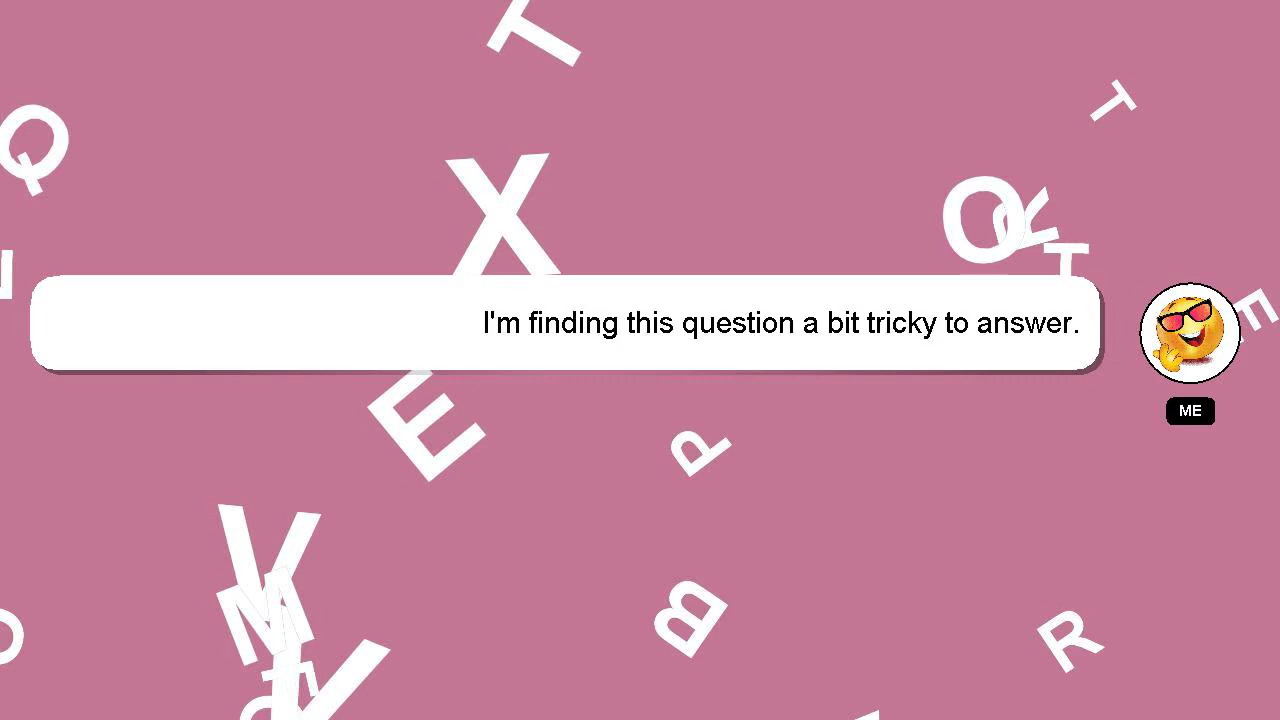 T
Q
T
X
O
R
T
I'm finding this question a bit tricky to answer.
E
ME
E
P
V
M
B
R
V